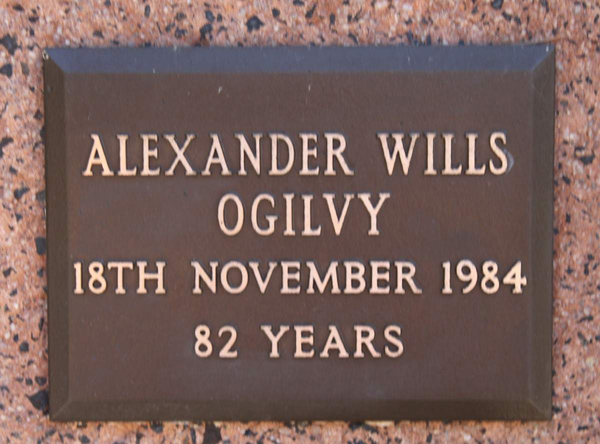 ALEXANDER WILLS
OGILVY
18TH NOVEMBER 1984
82 YEARS